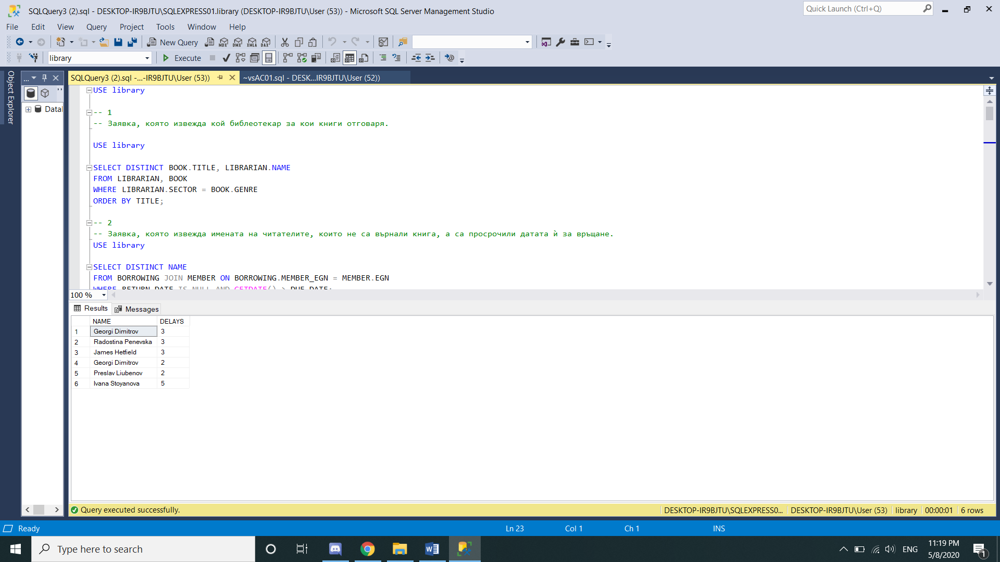 SQLQuery3 (2).sql - DESKTOP-IR9BJTU\SQLEXPRESS01.library (DESKTOP-IR9BJTU\User (53)) - Microsoft SQL Server Management Studio
Quick Launch (Ctrl+Q)
File Edit View Query Project Tools Window Help
New Query MDX DMX XMLA DAX
library Execute
Object Explorer
...
SQLQuery3 (2).sql -...-IR9BJTU\User (53)) ~vsAC01.sql - DESK...IR9BJTU\User (52))
Datal
USE library
-- 1
-- Заявка, която извежда кой библеотекар за кои книги отговаря.
USE library
SELECT DISTINCT BOOK.TITLE, LIBRARIAN.NAME
FROM LIBRARIAN, BOOK
WHERE LIBRARIAN.SECTOR = BOOK.GENRE
ORDER BY TITLE;
-- 2
-- Заявка, която извежда имената на читателите, които не са върнали книга, а са просрочили датата ѝ за връщане.
USE library
SELECT DISTINCT NAME
FROM BORROWING JOIN MEMBER ON BORROWING.MEMBER_EGN = MEMBER.EGN
WHERE RETURN_DATE IS NULL AND GETDATE() > DUE_DATE;
100 %
Results Messages
NAME DELAYS
1 Georgi Dimitrov 3
2 Radostina Penevska 3
3 James Hetfield 3
4 Georgi Dimitrov 2
5 Preslav Liubenov 2
6 Ivana Stoyanova 5
Query executed successfully. DESKTOP-IR9BJTU\SQLEXPRESS0... DESKTOP-IR9BJTU\User (53) library 00:00:01 6 rows
Ready Ln 23 Col 1 Ch 1 INS
Type here to search
ENG
11:19 PM
5/8/2020
1